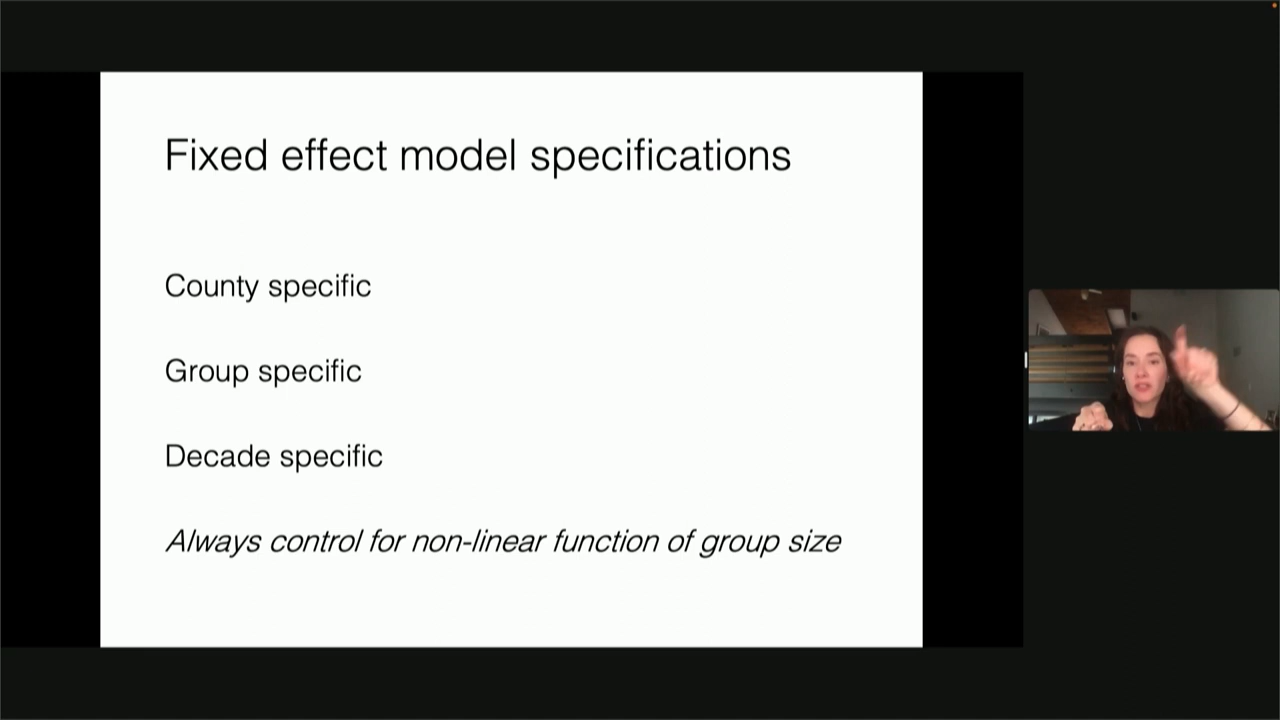 Fixed effect model specifications
County specific
Group specific
Decade specific
Always control for non-linear function of group size